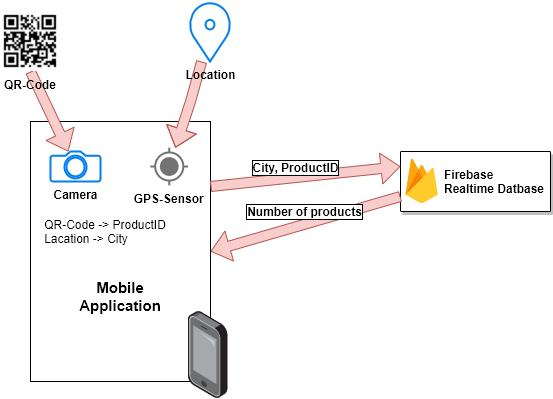 QR-Code
Location
Camera
GPS-Sensor
QR-Code -> ProductID
Lacation -> City
Mobile
Application
City, ProductID
Number of products
Firebase
Realtime Datbase